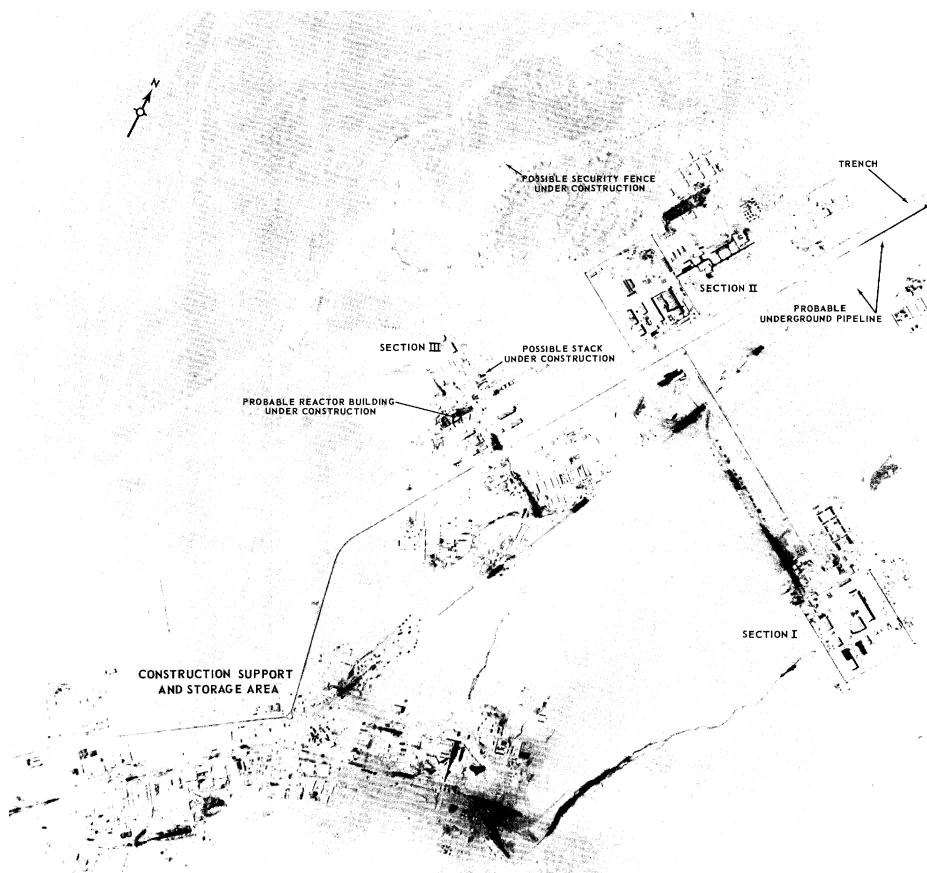 N
POSSIBLE SECURITY FENCE
UNDER CONSTRUCTION
TRENCH
SECTION II
PROBABLE
UNDERGROUND PIPELINE
SECTION III
POSSIBLE STACK
UNDER CONSTRUCTION
PROBABLE REACTOR BUILDING
UNDER CONSTRUCTION
SECTION I
CONSTRUCTION SUPPORT
AND STORAGE AREA